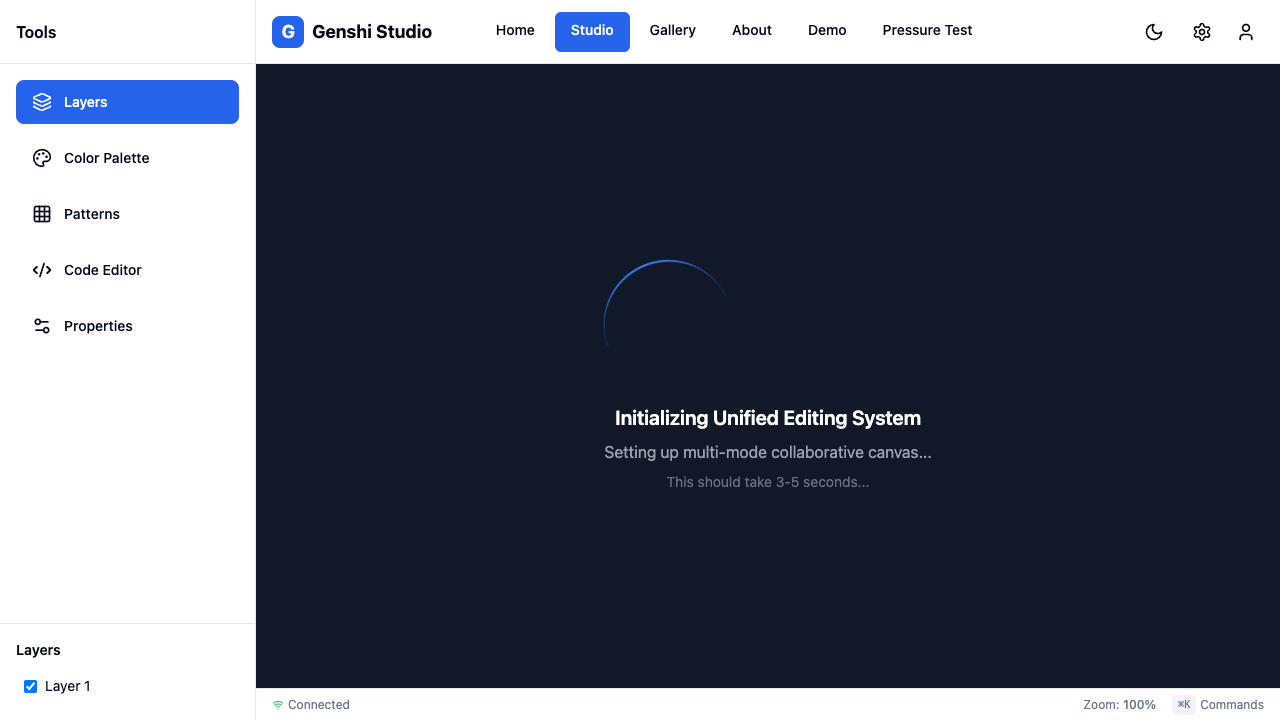 Tools
G Genshi Studio
Home Studio Gallery About Demo Pressure Test
Layers
Color Palette
Patterns
Code Editor
Properties
Initializing Unified Editing System
Setting up multi-mode collaborative canvas...
This should take 3-5 seconds...
Layers
Layer 1
Connected
Zoom: 100% ⌘K Commands